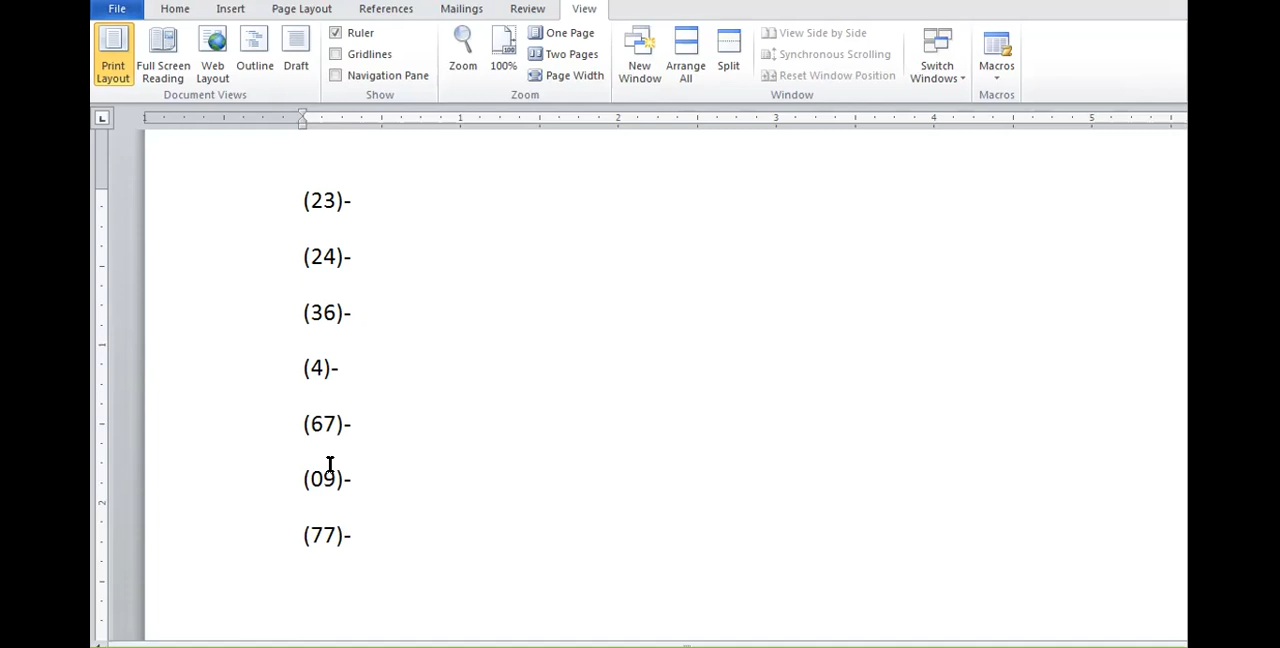 File Home Insert Page Layout References Mailings Review View
Print Layout Full Screen Reading Web Layout Outline Draft
Document Views
Ruler
Gridlines
Navigation Pane
Show
Zoom 100% One Page
Two Pages
Page Width
Zoom
New Window Arrange All Split
View Side by Side
Synchronous Scrolling
Reset Window Position
Window
Switch Windows
Macros
Macros
L 1 1 2 3 4 5
(23)-
(24)-
(36)-
1
(4)-
(67)-
(09)-
2
(77)-